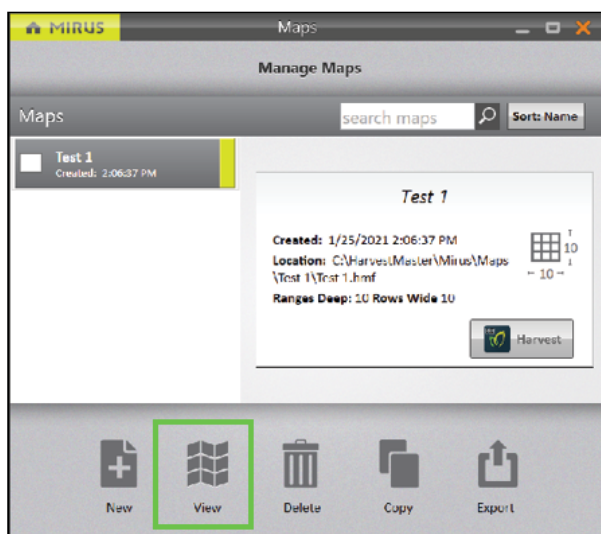 MIRUS
Maps
Manage Maps
Maps
search maps
Sort: Name
Test 1
Created: 2:06:37 PM
Test 1
Created: 1/25/2021 2:06:37 PM
Location: C:\HarvestMaster\Mirus\Maps
\Test 1\Test 1.hmf
Ranges Deep: 10 Rows Wide 10
10
10
Harvest
New
View
Delete
Copy
Export